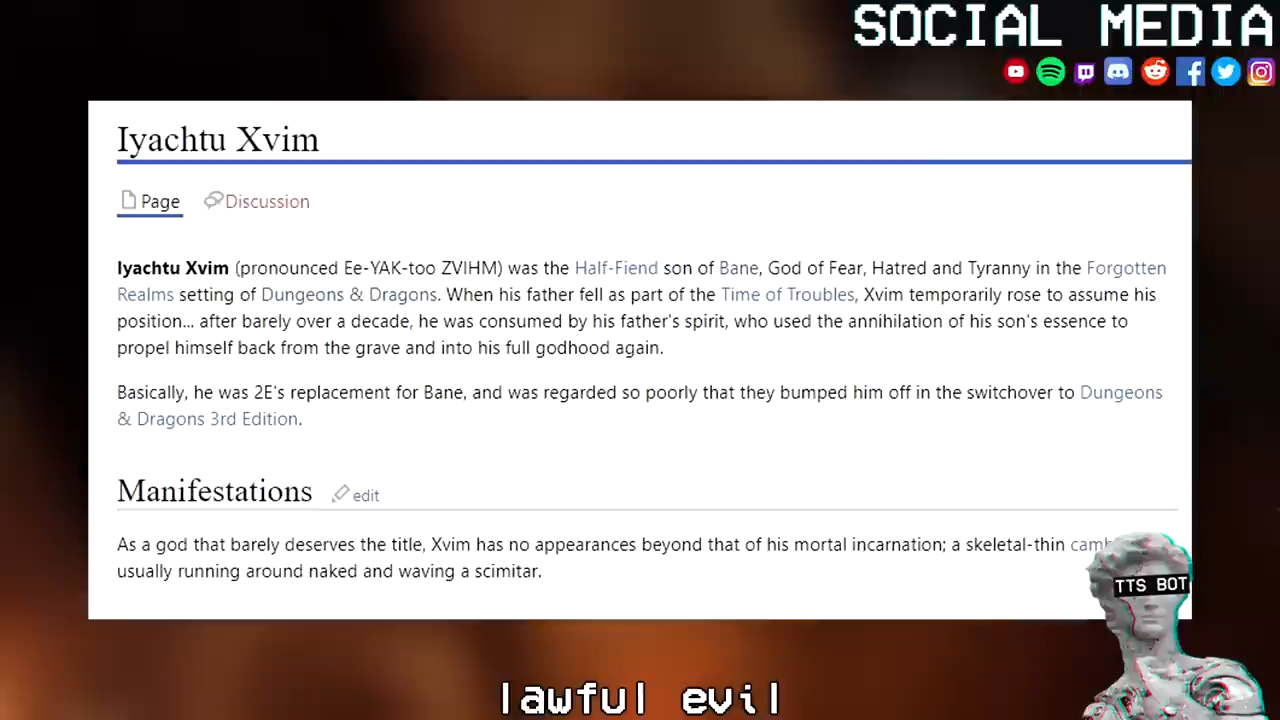 SOCIAL MEDIA
Iyachtu Xvim
Page Discussion
Iyachtu Xvim (pronounced Ee-YAK-too ZVIHM) was the Half-Fiend son of Bane, God of Fear, Hatred and Tyranny in the Forgotten
Realms setting of Dungeons & Dragons. When his father fell as part of the Time of Troubles, Xvim temporarily rose to assume his
position... after barely over a decade, he was consumed by his father's spirit, who used the annihilation of his son's essence to
propel himself back from the grave and into his full godhood again.
Basically, he was 2E's replacement for Bane, and was regarded so poorly that they bumped him off in the switchover to Dungeons
& Dragons 3rd Edition.
Manifestations edit
As a god that barely deserves the title, Xvim has no appearances beyond that of his mortal incarnation; a skeletal-thin
usually running around naked and waving a scimitar.
TTS BOT
lawful evil